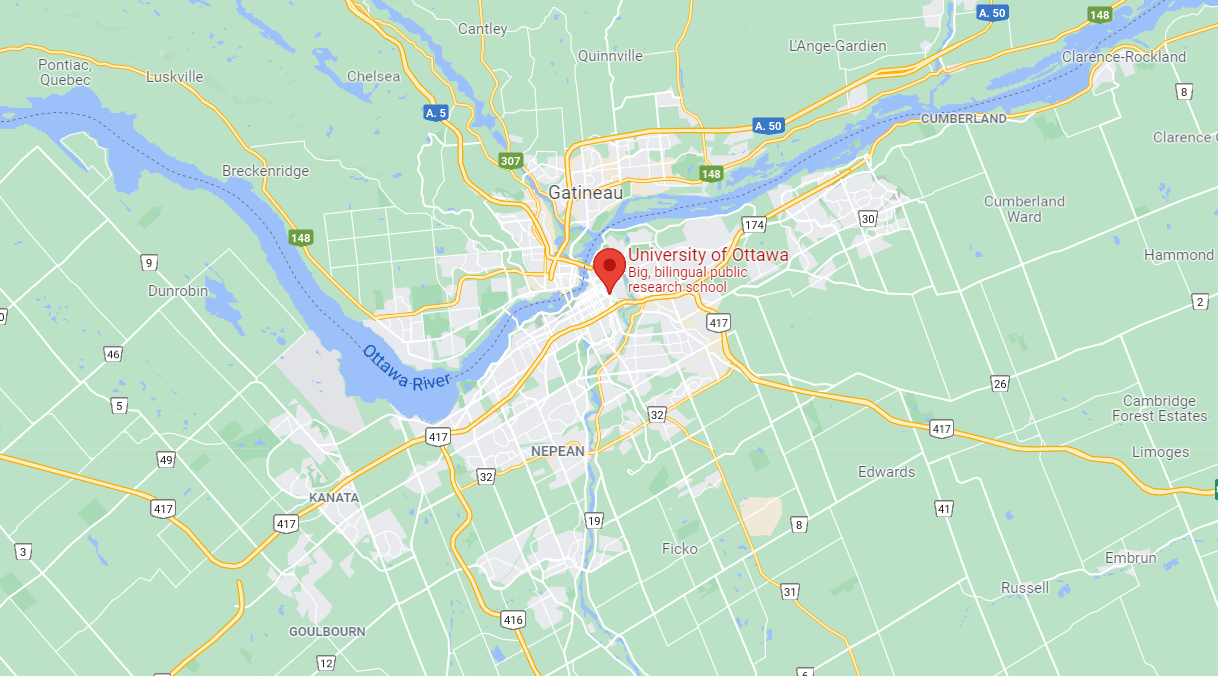 A. 50
148
Cantley
L'Ange-Gardien
Quinnville
Clarence-Rockland
Pontiac,
Quebec
Luskville
Chelsea
8
A. 5
A. 50
CUMBERLAND
Clarence
307
148
Breckenridge
Gatineau
Cumberland
Ward
30
174
148
University of Ottawa
Big, bilingual public
research school
Hammond
9
Dunrobin
2
417
46
Ottawa River
26
5
Cambridge
Forest Estates
32
417
417
NEPEAN
Limoges
49
Edwards
32
KANATA
417
41
417
19
8
3
Ficko
Embrun
Russell
31
416
GOULBOURN
12